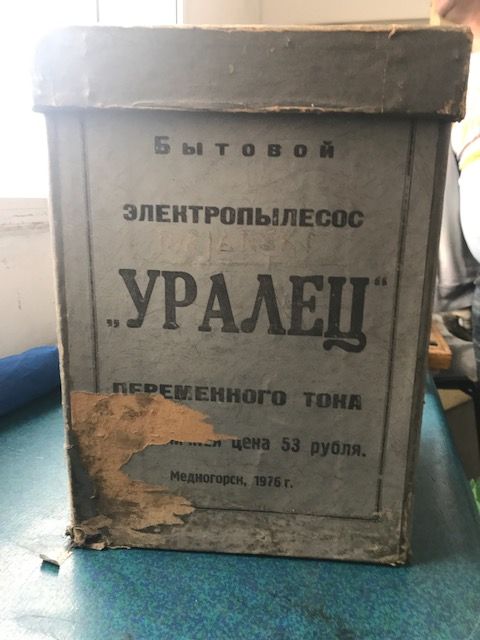 Бытовой
ЭЛЕКТРОПЫЛЕСОС
„УРАЛЕЦ“
ПЕРЕМЕННОГО ТОКА
цена 53 рубля.
Медногорск, 1976 г.